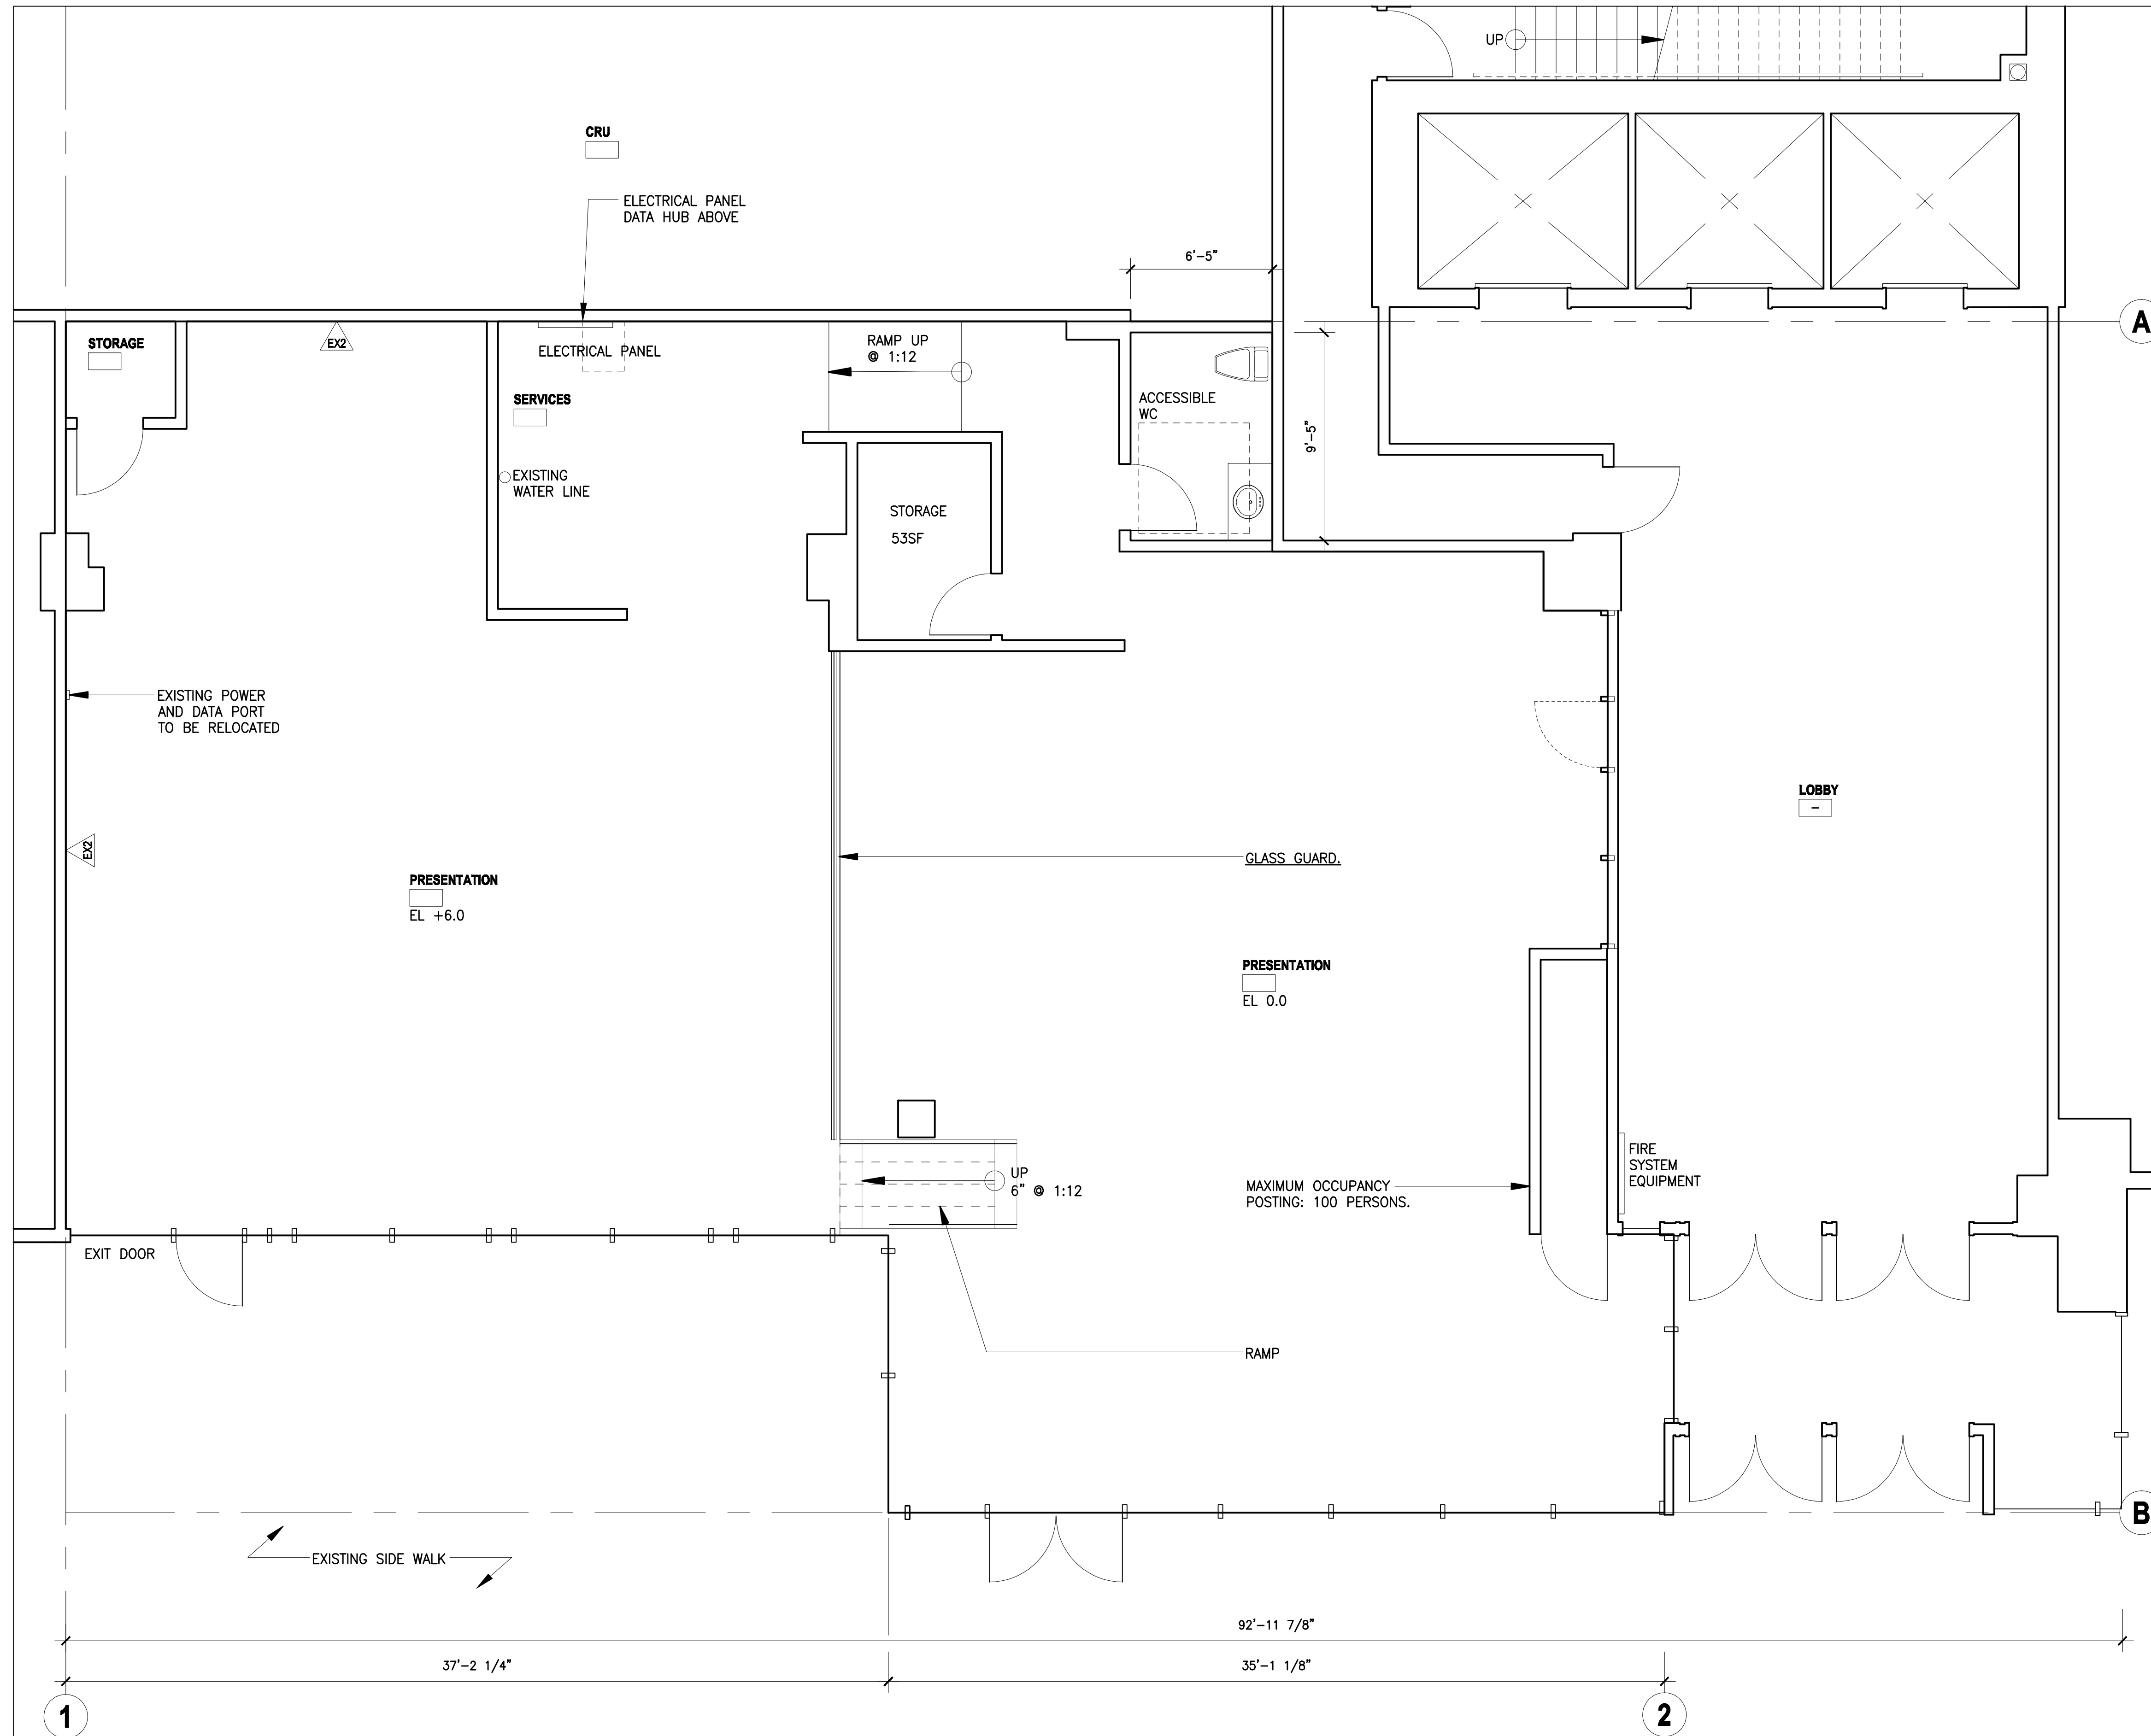 UP
CRU
ELECTRICAL PANEL
DATA HUB ABOVE
6'-5"
A
STORAGE
EX2
ELECTRICAL PANEL
RAMP UP
@ 1:12
SERVICES
ACCESSIBLE
WC
9'-5"
EXISTING
WATER LINE
STORAGE
53SF
EXISTING POWER
AND DATA PORT
TO BE RELOCATED
LOBBY
-
EX2
GLASS GUARD.
PRESENTATION
EL +6.0
PRESENTATION
EL 0.0
FIRE
SYSTEM
EQUIPMENT
UP
6" @ 1:12
MAXIMUM OCCUPANCY
POSTING: 100 PERSONS.
EXIT DOOR
RAMP
B
EXISTING SIDE WALK
92'-11 7/8"
37'-2 1/4"
35'-1 1/8"
1
2